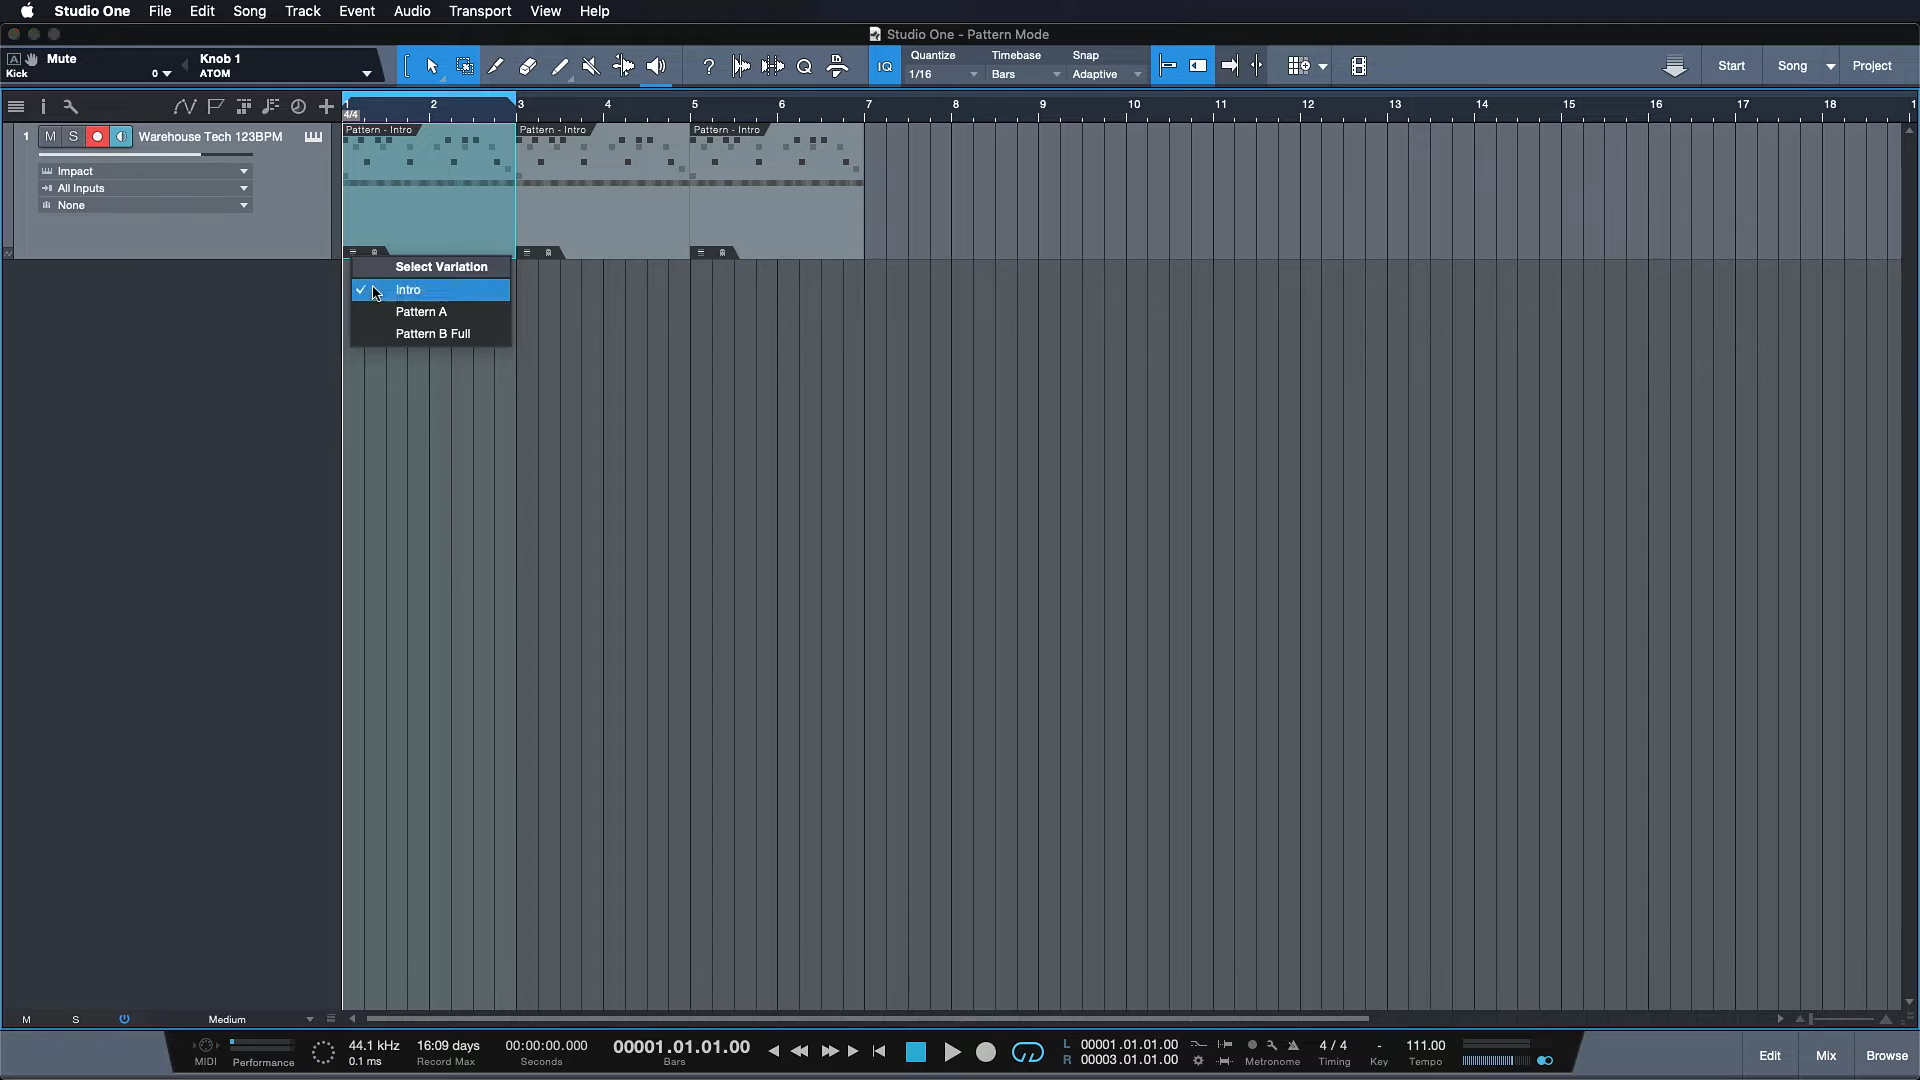 Studio One File Edit Song Track Event Audio Transport View Help
Studio One - Pattern Mode
Mute Knob 1
Kick 0 ATOM
IQ Quantize Timebase Snap
1/16 Bars Adaptive
Start Song Project
1 2 3 4 5 6 7 8 9 10 11 12 13 14 15 16 17 18 1
4/4
1 M S Warehouse Tech 123BPM
Pattern - Intro Pattern - Intro Pattern - Intro
Impact
All Inputs
None
Select Variation
Intro
Pattern A
Pattern B Full
M S Medium
44.1 kHz 16:09 days 00:00:00.000 00001.01.01.00 L 00001.01.01.00 4 / 4 - 111.00
MIDI Performance 0.1 ms Record Max Seconds Bars R 00003.01.01.00 Metronome Timing Key Tempo
Edit Mix Browse